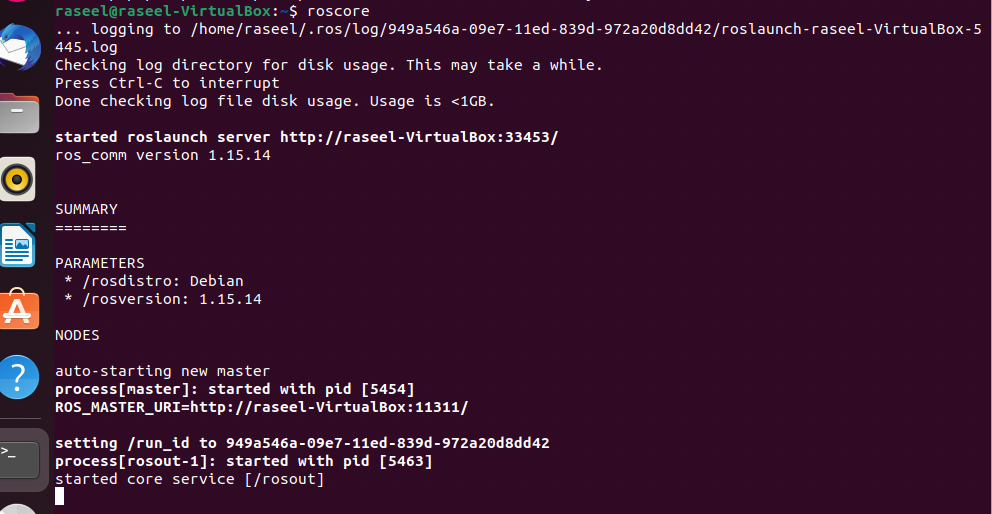 raseel@raseel-VirtualBox:~$ roscore
... logging to /home/raseel/.ros/log/949a546a-09e7-11ed-839d-972a20d8dd42/roslaunch-raseel-VirtualBox-5
445.log
Checking log directory for disk usage. This may take a while.
Press Ctrl-C to interrupt
Done checking log file disk usage. Usage is <1GB.
started roslaunch server http://raseel-VirtualBox:33453/
ros_comm version 1.15.14
SUMMARY
========
PARAMETERS
* /rosdistro: Debian
* /rosversion: 1.15.14
NODES
auto-starting new master
process[master]: started with pid [5454]
ROS_MASTER_URI=http://raseel-VirtualBox:11311/
setting /run_id to 949a546a-09e7-11ed-839d-972a20d8dd42
process[rosout-1]: started with pid [5463]
started core service [/rosout]